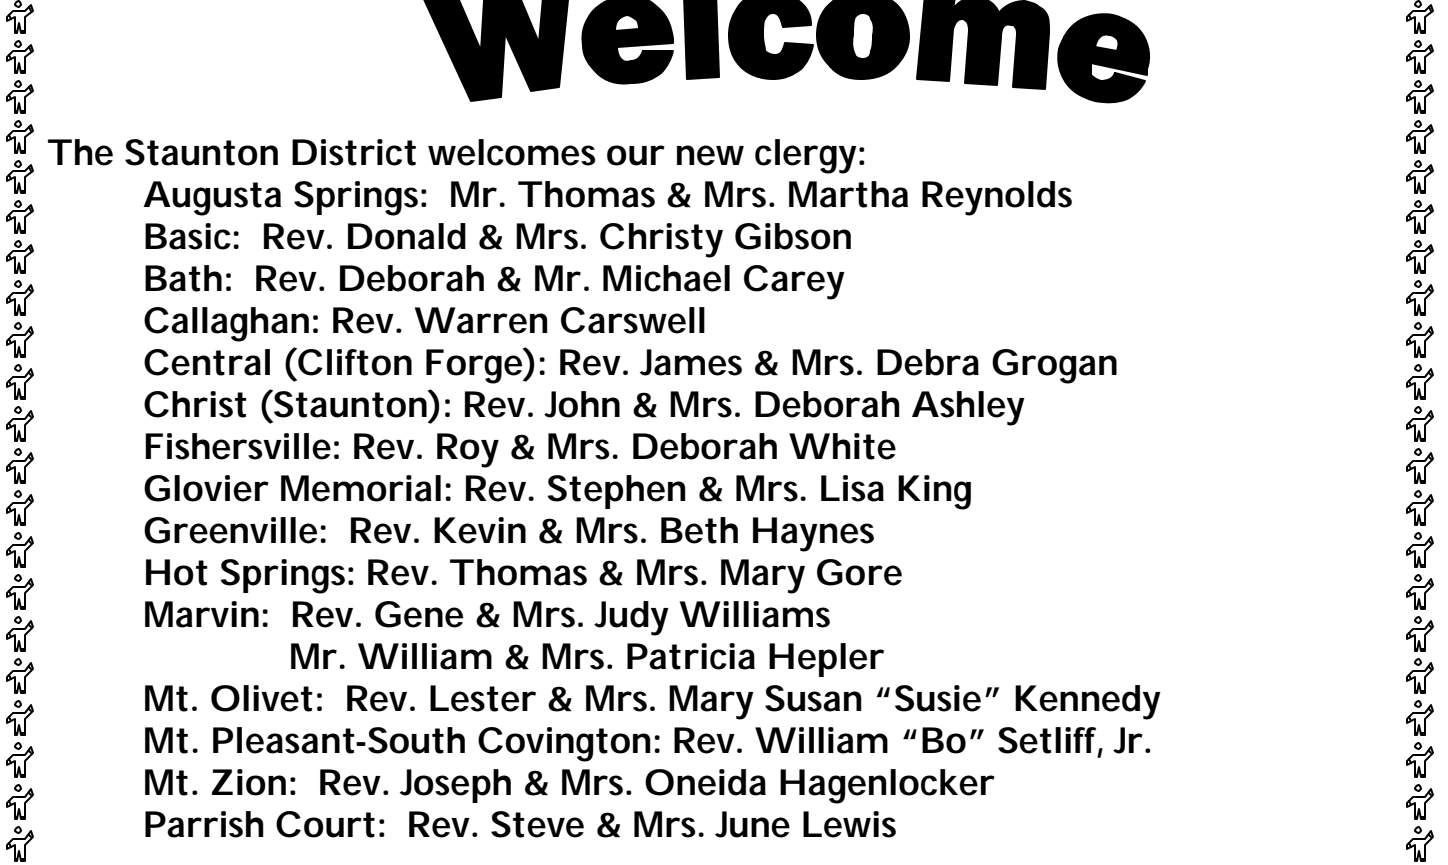 Welcome
The Staunton District welcomes our new clergy:
Augusta Springs:  Mr. Thomas & Mrs. Martha Reynolds
Basic:  Rev. Donald & Mrs. Christy Gibson
Bath:  Rev. Deborah & Mr. Michael Carey
Callaghan: Rev. Warren Carswell
Central (Clifton Forge): Rev. James & Mrs. Debra Grogan
Christ (Staunton): Rev. John & Mrs. Deborah Ashley
Fishersville: Rev. Roy & Mrs. Deborah White
Glovier Memorial: Rev. Stephen & Mrs. Lisa King
Greenville:  Rev. Kevin & Mrs. Beth Haynes
Hot Springs: Rev. Thomas & Mrs. Mary Gore
Marvin:  Rev. Gene & Mrs. Judy Williams
Mr. William & Mrs. Patricia Hepler
Mt. Olivet:  Rev. Lester & Mrs. Mary Susan “Susie” Kennedy
Mt. Pleasant-South Covington: Rev. William “Bo” Setliff, Jr.
Mt. Zion:  Rev. Joseph & Mrs. Oneida Hagenlocker
Parrish Court:  Rev. Steve & Mrs. June Lewis